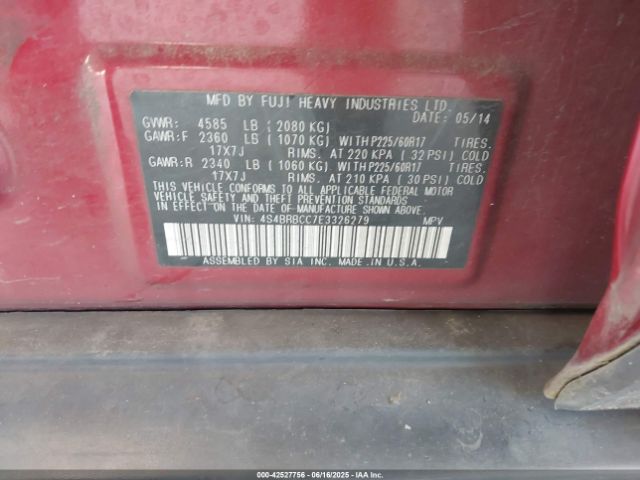 MFD BY FUJI HEAVY INDUSTRIES LTD.
DATE: 05/14
GVWR: 4585 LB ( 2080 KG)
GAWR:F 2360 LB ( 1070 KG) WITH P225/60R17 TIRES.
17X7J RIMS. AT 220 KPA ( 32 PSI) COLD
GAWR:R 2340 LB ( 1060 KG) WITH P225/60R17 TIRES.
17X7J RIMS. AT 210 KPA ( 30 PSI) COLD
THIS VEHICLE CONFORMS TO ALL APPLICABLE FEDERAL MOTOR
VEHICLE SAFETY AND THEFT PREVENTION STANDARDS
IN EFFECT ON THE DATE OF MANUFACTURE SHOWN ABOVE.
VIN: 4S4BRBCC7E3326279 MPV
ASSEMBLED BY SIA INC. MADE IN U.S.A.
000-42527756 - 06/16/2025 - IAAI.CA